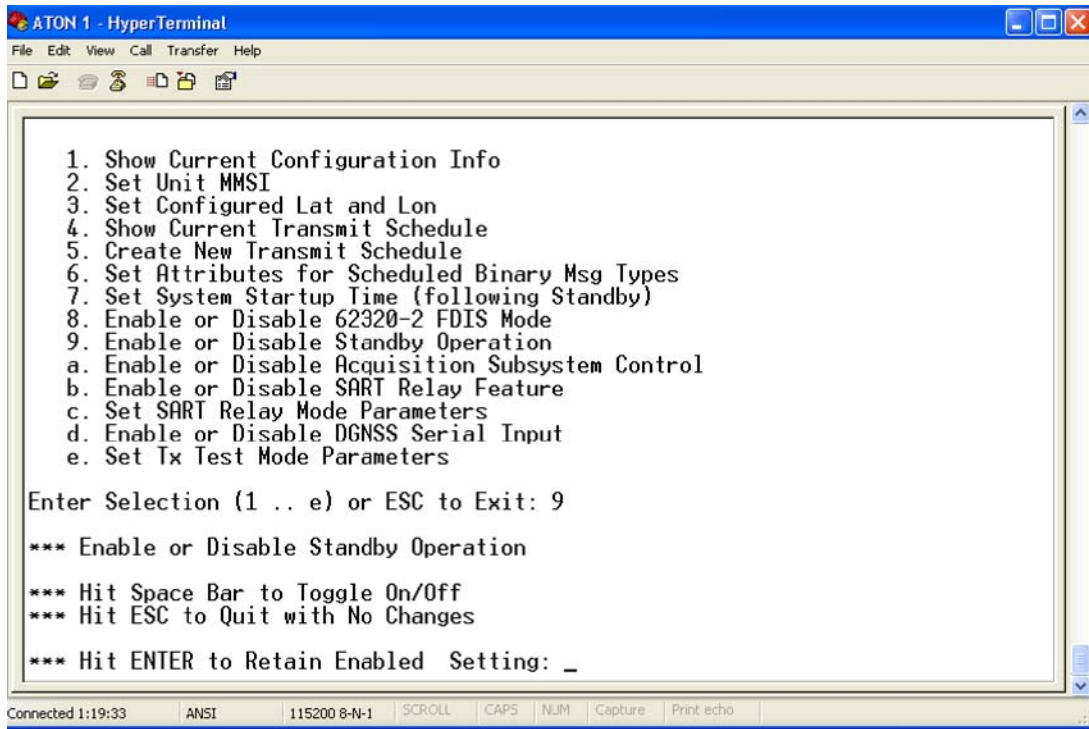 ATON 1 - HyperTerminal
File Edit View Call Transfer Help
1. Show Current Configuration Info
2. Set Unit MMSI
3. Set Configured Lat and Lon
4. Show Current Transmit Schedule
5. Create New Transmit Schedule
6. Set Attributes for Scheduled Binary Msg Types
7. Set System Startup Time (following Standby)
8. Enable or Disable 62320-2 FDIS Mode
9. Enable or Disable Standby Operation
a. Enable or Disable Acquisition Subsystem Control
b. Enable or Disable SART Relay Feature
c. Set SART Relay Mode Parameters
d. Enable or Disable DGNSS Serial Input
e. Set Tx Test Mode Parameters
Enter Selection (1 .. e) or ESC to Exit: 9
*** Enable or Disable Standby Operation
*** Hit Space Bar to Toggle On/Off
*** Hit ESC to Quit with No Changes
*** Hit ENTER to Retain Enabled  Setting: _
Connected 1:19:33 ANSI 115200 8-N-1 SCROLL CAPS NUM Capture Print echo